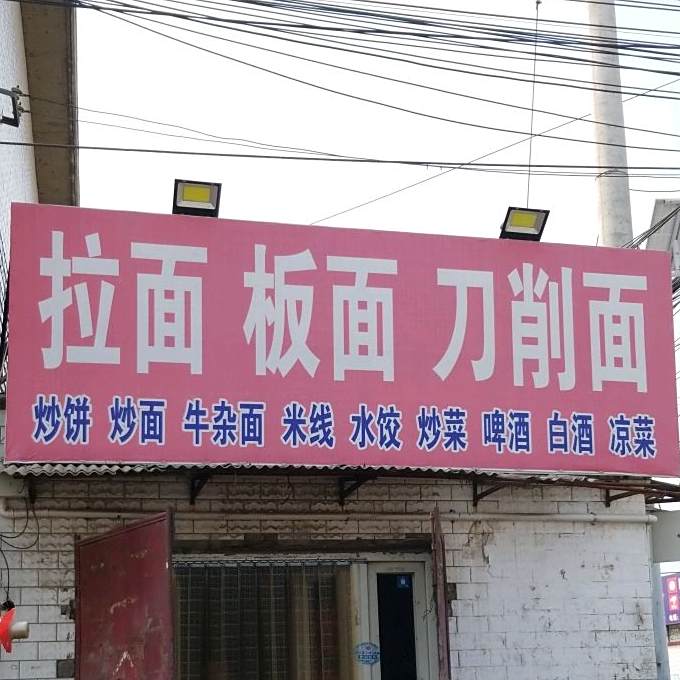 拉面 板面 刀削面
炒饼 炒面 牛杂面 米线 水饺 炒菜 啤酒 白酒 凉菜